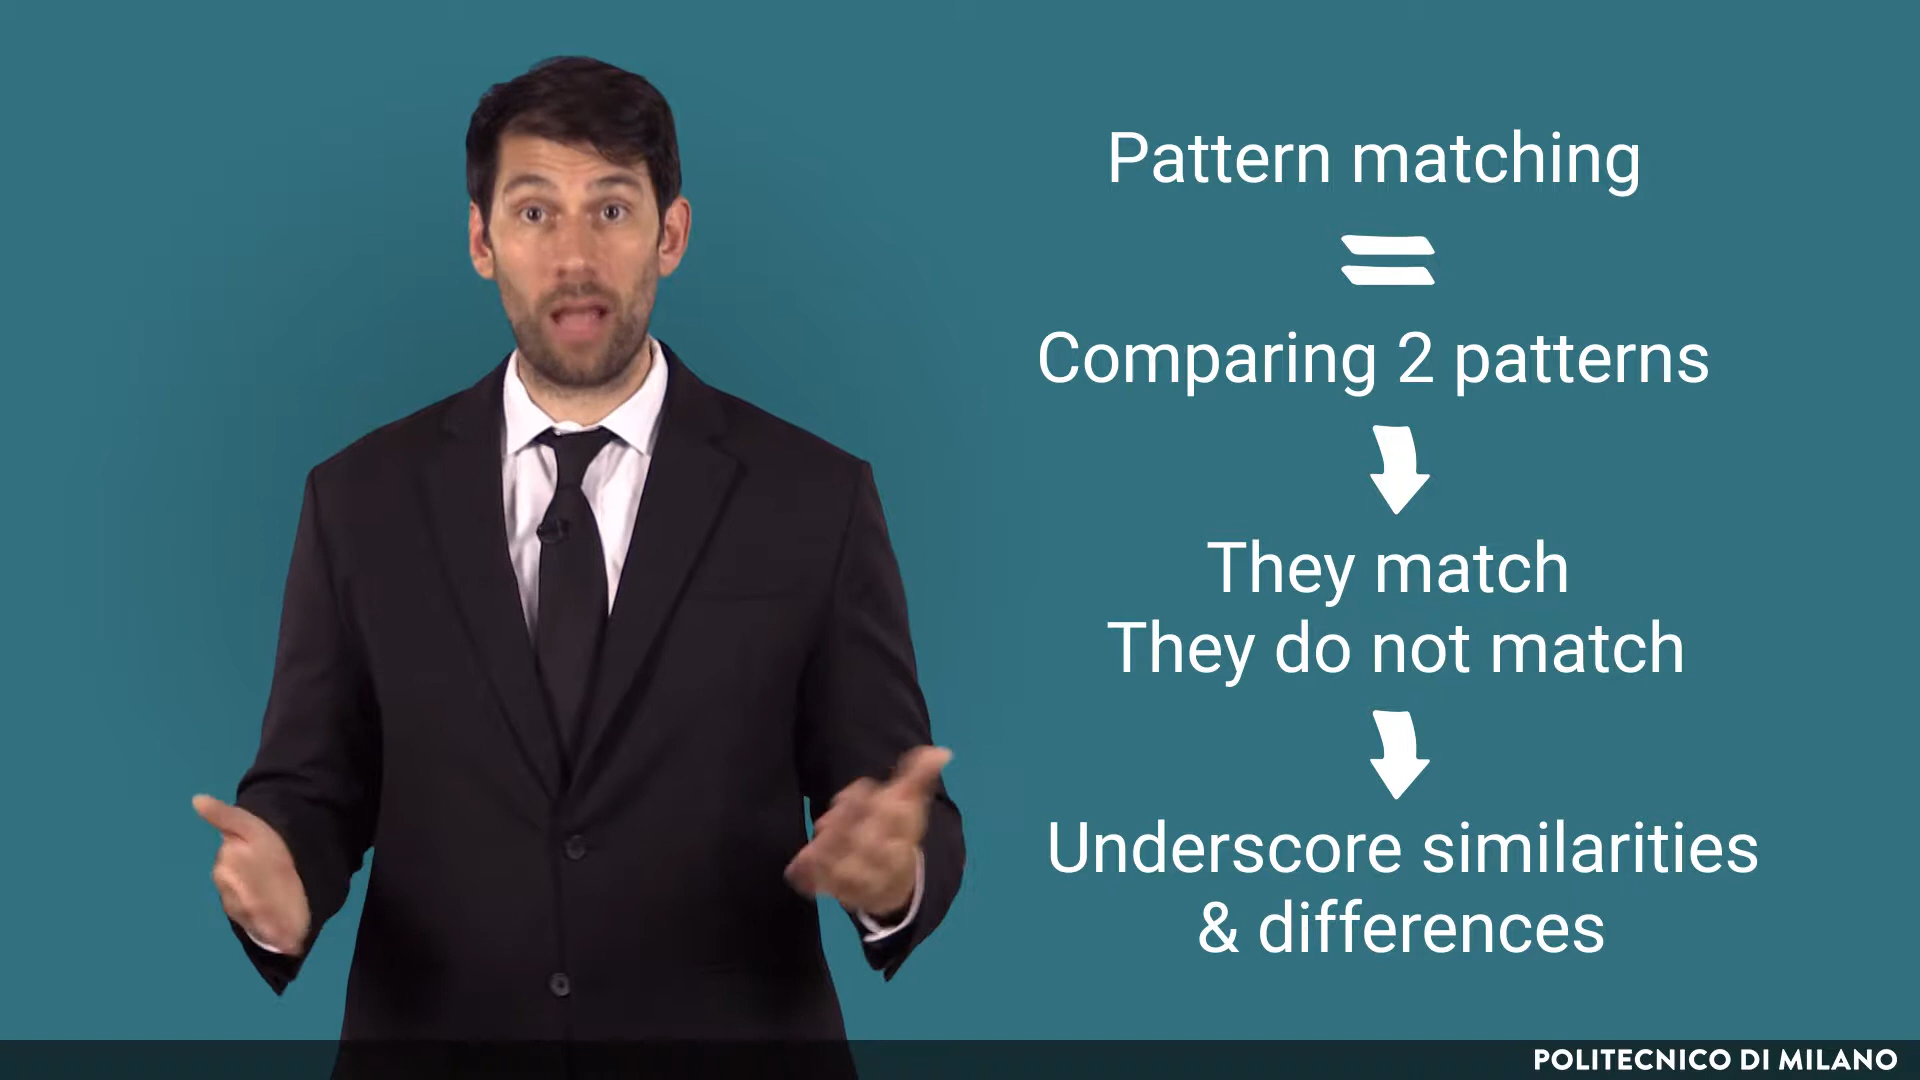 Pattern matching
=
Comparing 2 patterns
They match
They do not match
Underscore similarities
& differences
POLITECNICO DI MILANO